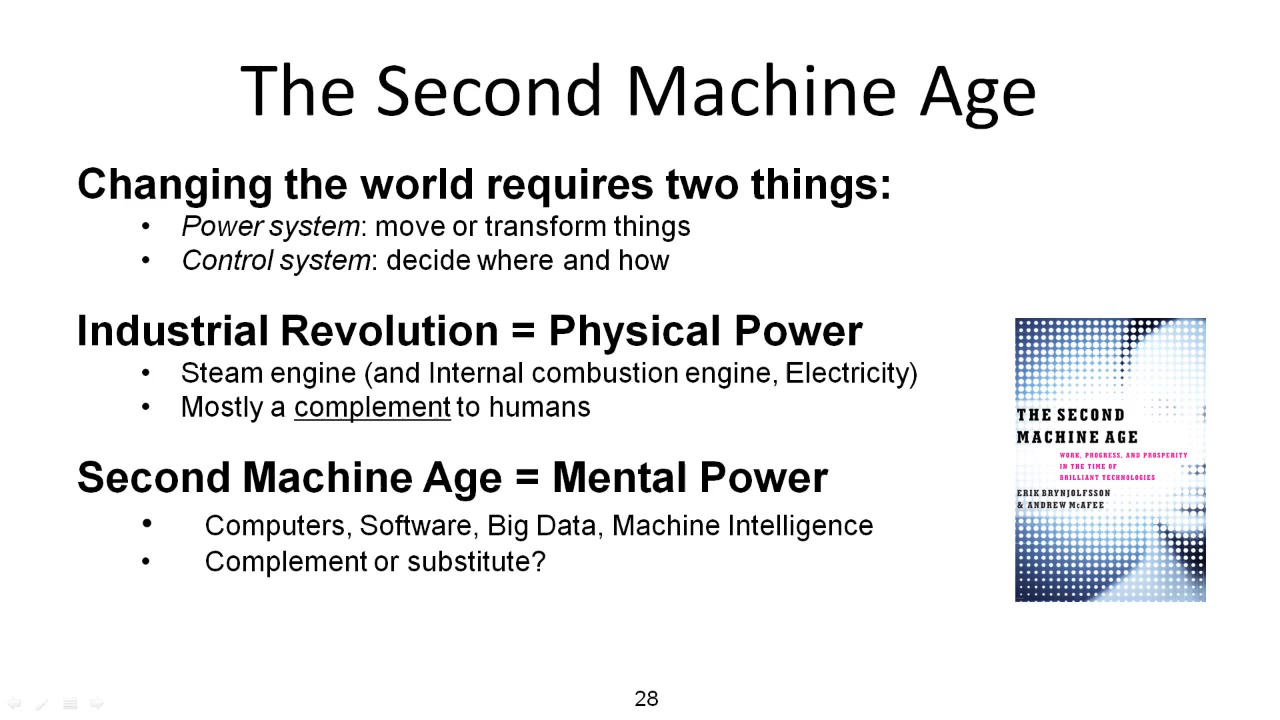 The Second Machine Age
Changing the world requires two things:
• Power system: move or transform things
• Control system: decide where and how
Industrial Revolution = Physical Power
• Steam engine (and Internal combustion engine, Electricity)
• Mostly a complement to humans
Second Machine Age = Mental Power
• Computers, Software, Big Data, Machine Intelligence
• Complement or substitute?
THE SECOND
MACHINE AGE
WORK, PROGRESS, AND PROSPERITY
IN THE TIME OF
BRILLIANT TECHNOLOGIES
ERIK BRYNJOLFSSON
& ANDREW McAFEE
28